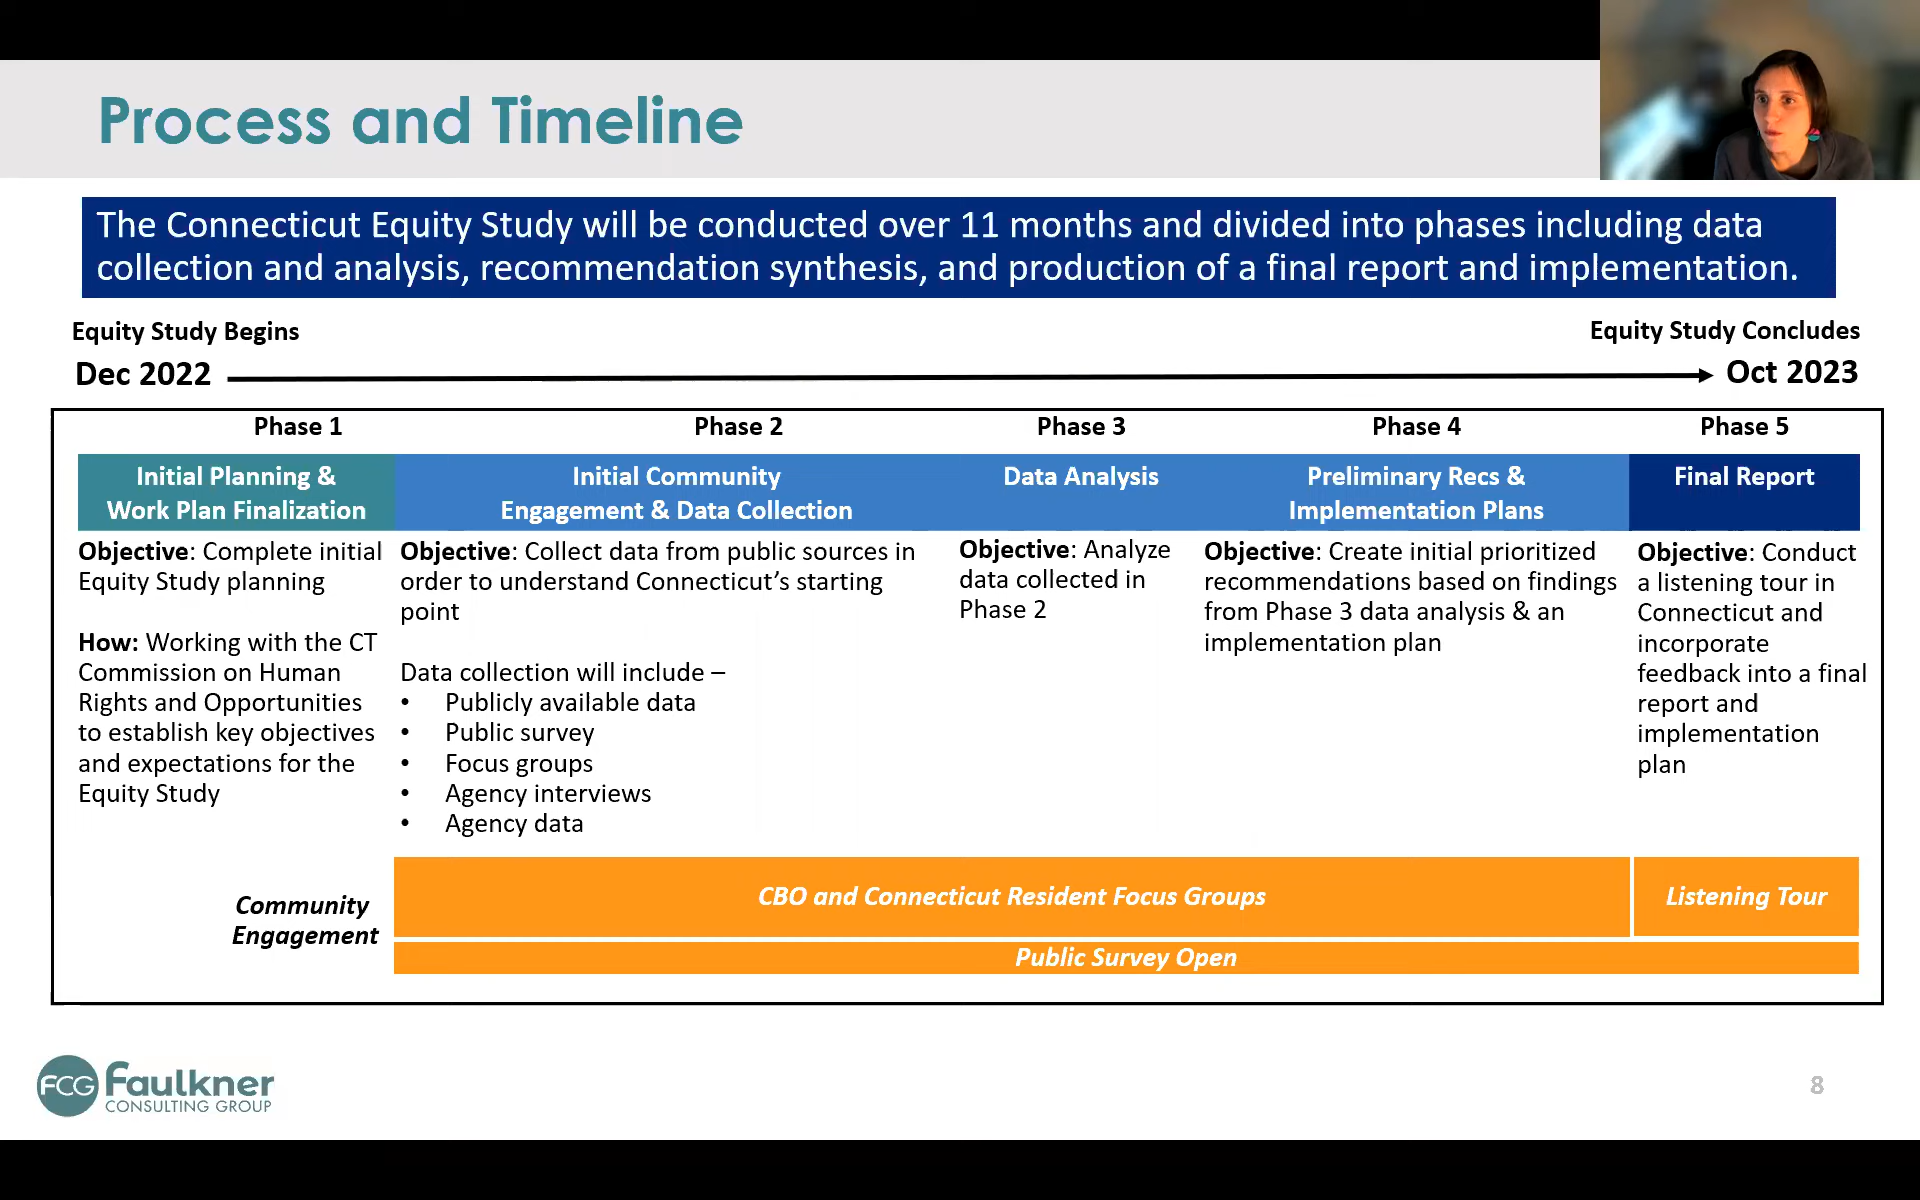 Process and Timeline
The Connecticut Equity Study will be conducted over 11 months and divided into phases including data
collection and analysis, recommendation synthesis, and production of a final report and implementation.
Equity Study Begins
Dec 2022
Equity Study Concludes
Oct 2023
Phase 1
Initial Planning &
Work Plan Finalization
Objective: Complete initial
Equity Study planning
How: Working with the CT
Commission on Human
Rights and Opportunities
to establish key objectives
and expectations for the
Equity Study
Phase 2
Initial Community
Engagement & Data Collection
Objective: Collect data from public sources in
order to understand Connecticut’s starting
point
Data collection will include –
• Publicly available data
• Public survey
• Focus groups
• Agency interviews
• Agency data
Phase 3
Data Analysis
Objective: Analyze
data collected in
Phase 2
Phase 4
Preliminary Recs &
Implementation Plans
Objective: Create initial prioritized
recommendations based on findings
from Phase 3 data analysis & an
implementation plan
Phase 5
Final Report
Objective: Conduct
a listening tour in
Connecticut and
incorporate
feedback into a final
report and
implementation
plan
Community
Engagement
CBO and Connecticut Resident Focus Groups
Listening Tour
Public Survey Open
FCG Faulkner
CONSULTING GROUP
8